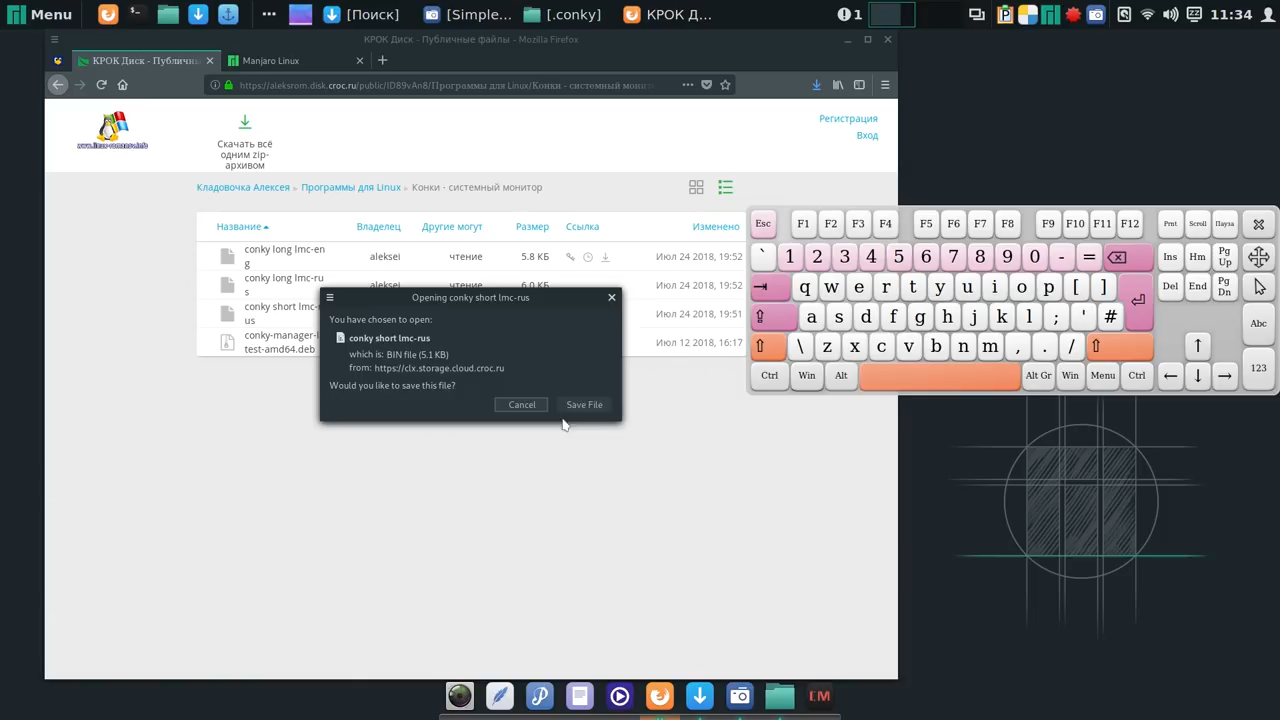 Menu
[Поиск]
[Simple...
[.conky]
КРОК Д...
1
11:34
КРОК Диск - Публичные файлы - Mozilla Firefox
КРОК Диск - Публичны
Manjaro Linux
https://aleksrom.disk.croc.ru/public/
www.linux-romanov.info
Скачать всё
одним zip-
архивом
Регистрация
Вход
Кладовочка Алексея » Программы для Linux » Конки - системный монитор
Название
Владелец
Другие могут
Размер
Ссылка
Изменено
conky long lmc-en
g
aleksei
чтение
5.8 КБ
Июл 24 2018, 19:52
conky long lmc-ru
s
aleksei
чтение
6.0 КБ
Июл 24 2018, 19:52
conky short lmc-
us
Июл 24 2018, 19:51
conky-manager-l
test-amd64.deb
Июл 12 2018, 16:17
Opening conky short lmc-rus
You have chosen to open:
conky short lmc-rus
which is: BIN file (5.1 KB)
from: https://clx.storage.cloud.croc.ru
Would you like to save this file?
Cancel
Save File
Esc F1 F2 F3 F4 F5 F6 F7 F8 F9 F10 F11 F12 Prnt Scroll Пауза
` 1 2 3 4 5 6 7 8 9 0 - = Ins Hm Pg Up
q w e r t y u i o p [ ] Del End Pg Dn
a s d f g h j k l ; ' # Abc
\ z x c v b n m , . /
Ctrl Win Alt Alt Gr Win Menu Ctrl 123